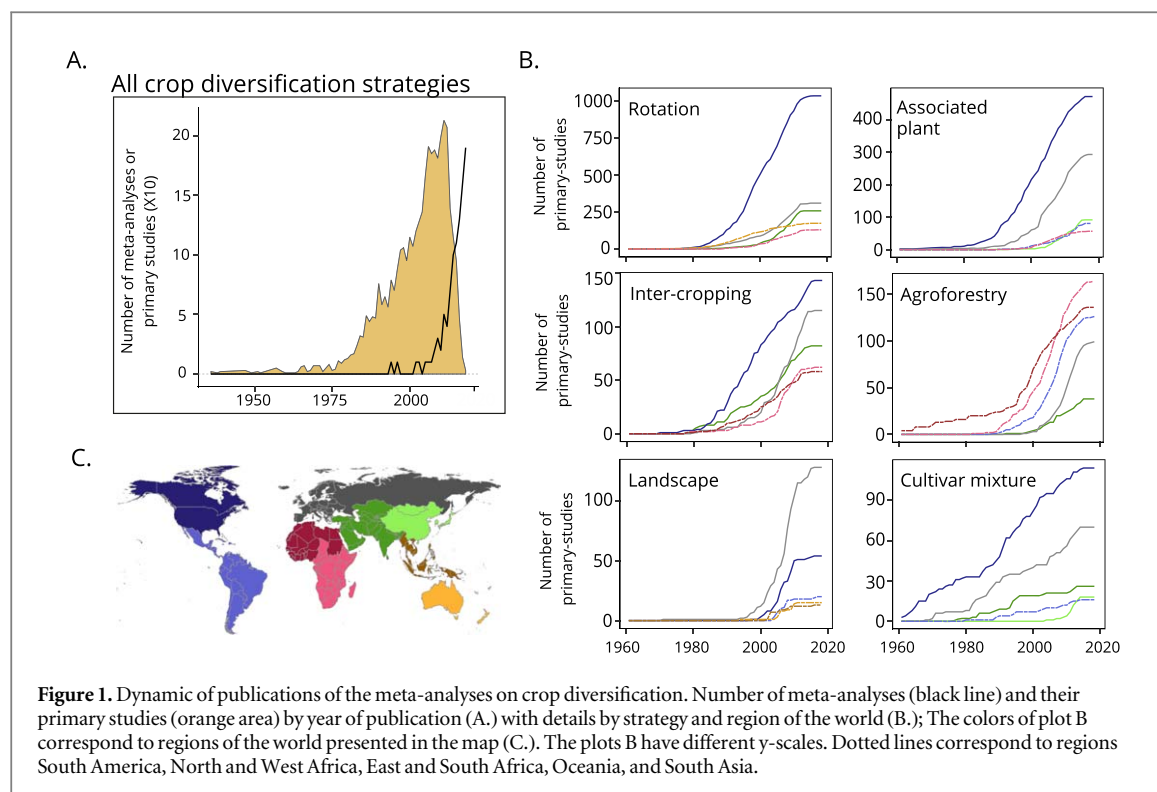 A.
All crop diversification strategies
Number of meta-analyses or
primary studies (X10)
20
15
10
5
0
1950
1975
2000
B.
Rotation
Number of
primary-studies
1000
750
500
250
0
Associated
plant
400
300
200
100
0
Inter-cropping
Number of
primary-studies
150
100
50
0
Agroforestry
150
100
50
0
Landscape
Number of
primary-studies
100
50
0
1960
1980
2000
2020
Cultivar mixture
90
60
30
0
1960
1980
2000
2020
C.
Figure 1. Dynamic of publications of the meta-analyses on crop diversification. Number of meta-analyses (black line) and their
primary studies (orange area) by year of publication (A.) with details by strategy and region of the world (B.); The colors of plot B
correspond to regions of the world presented in the map (C.). The plots B have different y-scales. Dotted lines correspond to regions
South America, North and West Africa, East and South Africa, Oceania, and South Asia.